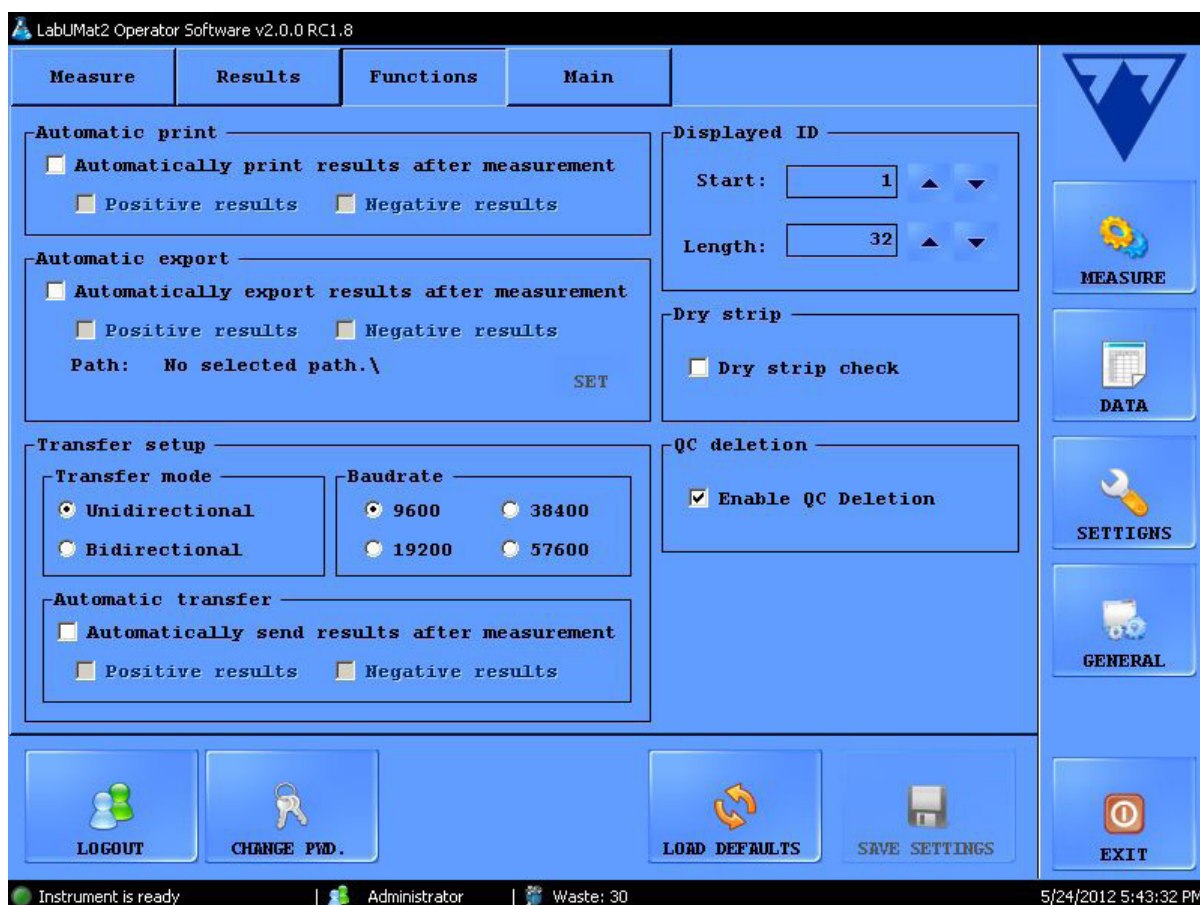 LabUMat2 Operator Software v2.0.0 RC1.8
Measure Results Functions Main
Automatic print
Automatically print results after measurement
Positive results Negative results
Automatic export
Automatically export results after measurement
Positive results Negative results
Path: No selected path.\
SET
Transfer setup
Transfer mode
Unidirectional
Bidirectional
Baudrate
9600 38400
19200 57600
Automatic transfer
Automatically send results after measurement
Positive results Negative results
Displayed ID
Start: 1
Length: 32
Dry strip
Dry strip check
QC deletion
Enable QC Deletion
MEASURE
DATA
SETTIGNS
GENERAL
LOGOUT CHANGE PWD. LOAD DEFAULTS SAVE SETTINGS EXIT
Instrument is ready | Administrator | Waste: 30 5/24/2012 5:43:32 PM